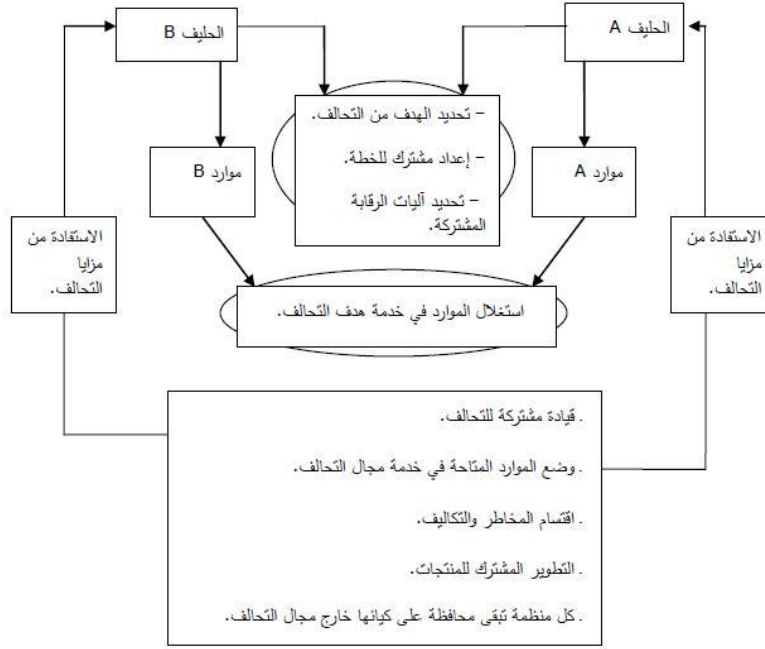 الحليف A
الحليف B
– تحديد الهدف من التحالف.
– إعداد مشترك للخطة.
– تحديد آليات الرقابة
المشتركة.
موارد A
موارد B
الاستفادة من
مزايا
التحالف.
الاستفادة من
مزايا
التحالف.
استغلال الموارد في خدمة هدف التحالف.
. قيادة مشتركة للتحالف.
. وضع الموارد المتاحة في خدمة مجال التحالف.
. اقتسام المخاطر والتكاليف.
. التطوير المشترك للمنتجات.
. كل منظمة تبقى محافظة على كيانها خارج مجال التحالف.